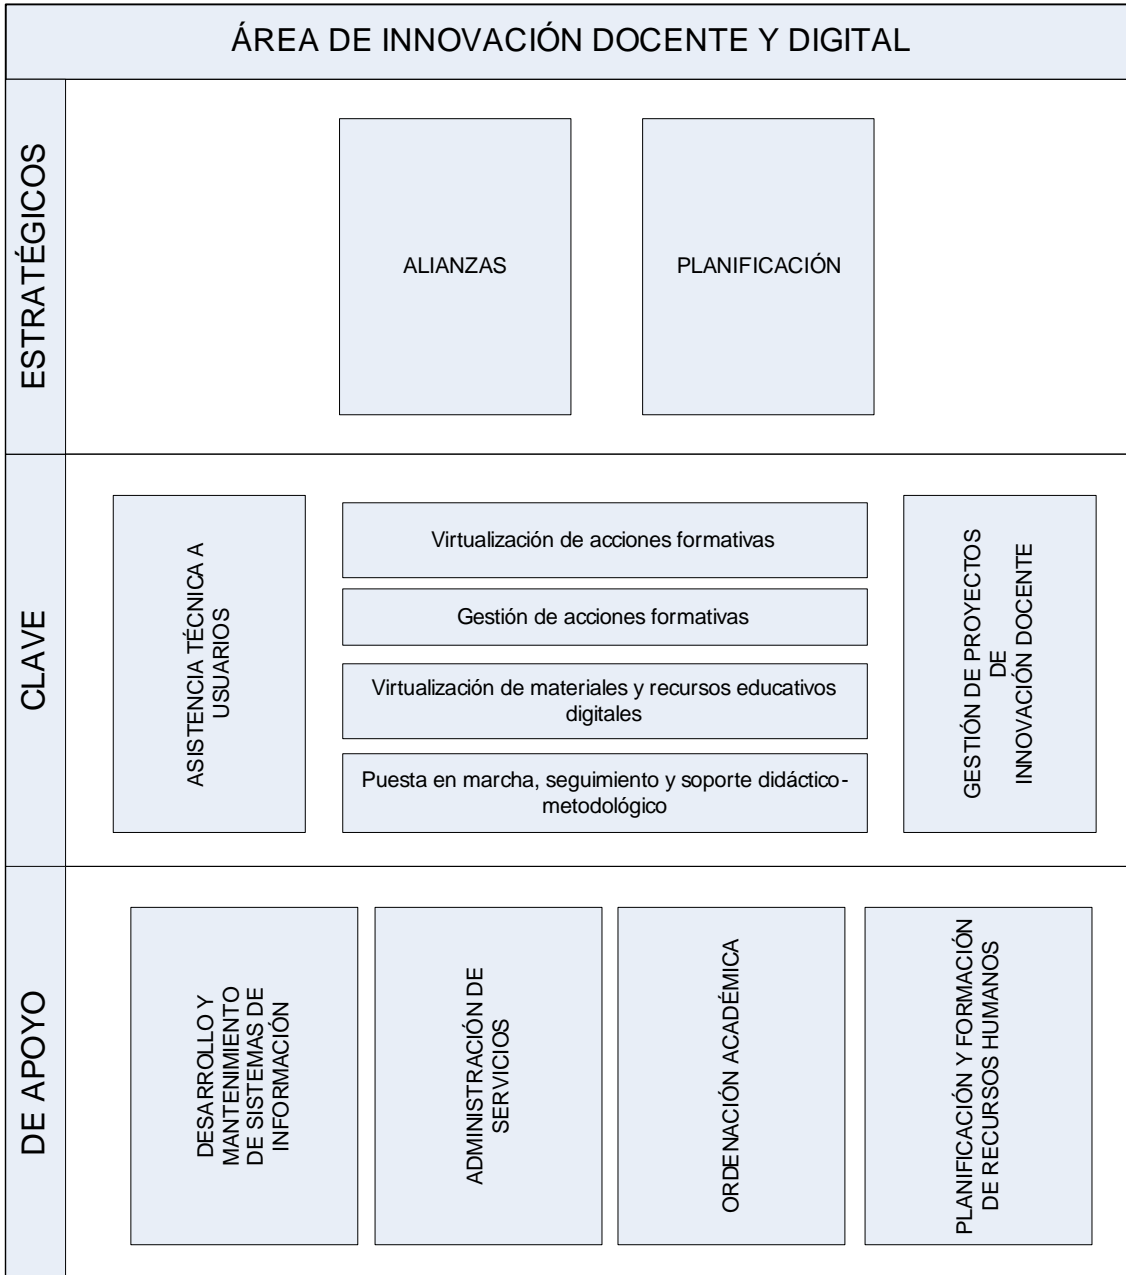 ÁREA DE INNOVACIÓN DOCENTE Y DIGITAL
ESTRATÉGICOS
ALIANZAS
PLANIFICACIÓN
CLAVE
ASISTENCIA TÉCNICA A
USUARIOS
Virtualización de acciones formativas
Gestión de acciones formativas
Virtualización de materiales y recursos educativos
digitales
Puesta en marcha, seguimiento y soporte didáctico-
metodológico
GESTIÓN DE PROYECTOS
DE
INNOVACIÓN DOCENTE
DE APOYO
DESARROLLO Y
MANTENIMIENTO
DE SISTEMAS DE
INFORMACIÓN
ADMINISTRACIÓN DE
SERVICIOS
ORDENACIÓN ACADÉMICA
PLANIFICACIÓN Y FORMACIÓN
DE RECURSOS HUMANOS